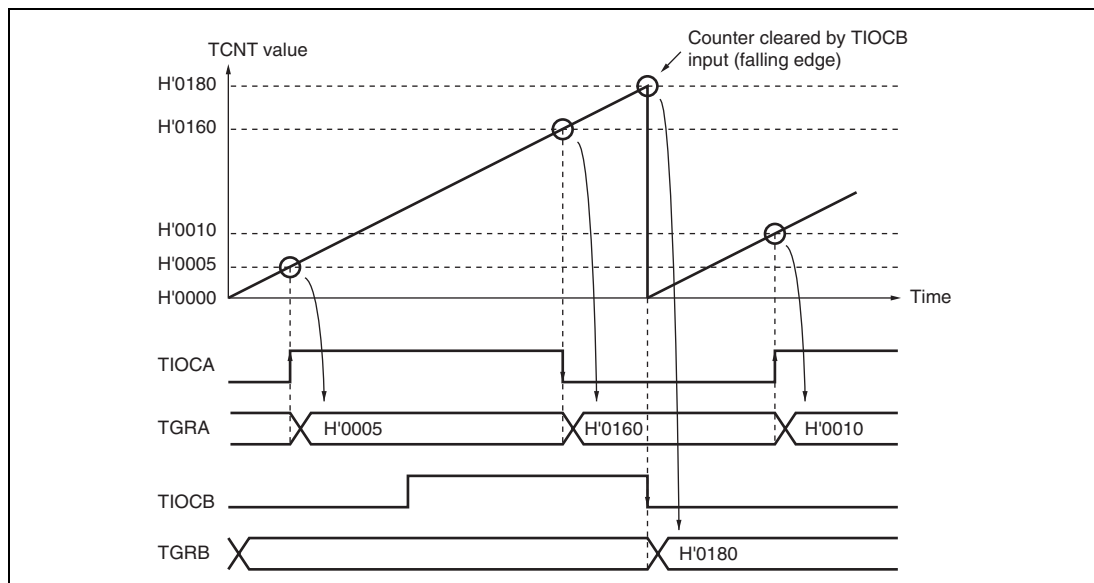 Counter cleared by TIOCB
input (falling edge)
TCNT value
H'0180
H'0160
H'0010
H'0005
H'0000
Time
TIOCA
TGRA
H'0005
H'0160
H'0010
TIOCB
TGRB
H'0180